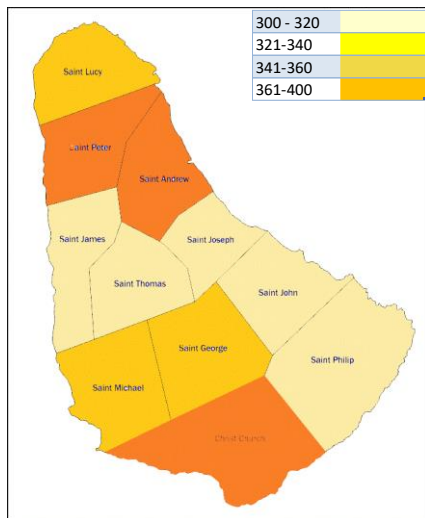 300 - 320
321-340
341-360
361-400
Saint Lucy
Saint Peter
Saint Andrew
Saint James
Saint Joseph
Saint Thomas
Saint John
Saint George
Saint Philip
Saint Michael
Christ Church